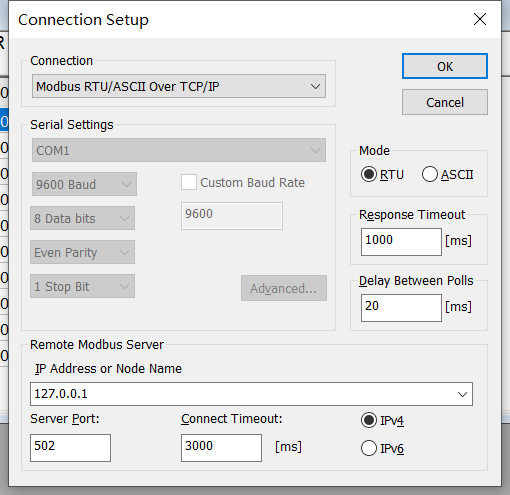 Connection Setup
R
Connection
OK
Modbus RTU/ASCII Over TCP/IP
Cancel
Serial Settings
COM1
Mode
9600 Baud
Custom Baud Rate
RTU
ASCII
8 Data bits
9600
Response Timeout
1000
[ms]
Even Parity
1 Stop Bit
Advanced...
Delay Between Polls
20
[ms]
Remote Modbus Server
IP Address or Node Name
127.0.0.1
Server Port:
Connect Timeout:
IPv4
502
3000
[ms]
IPv6